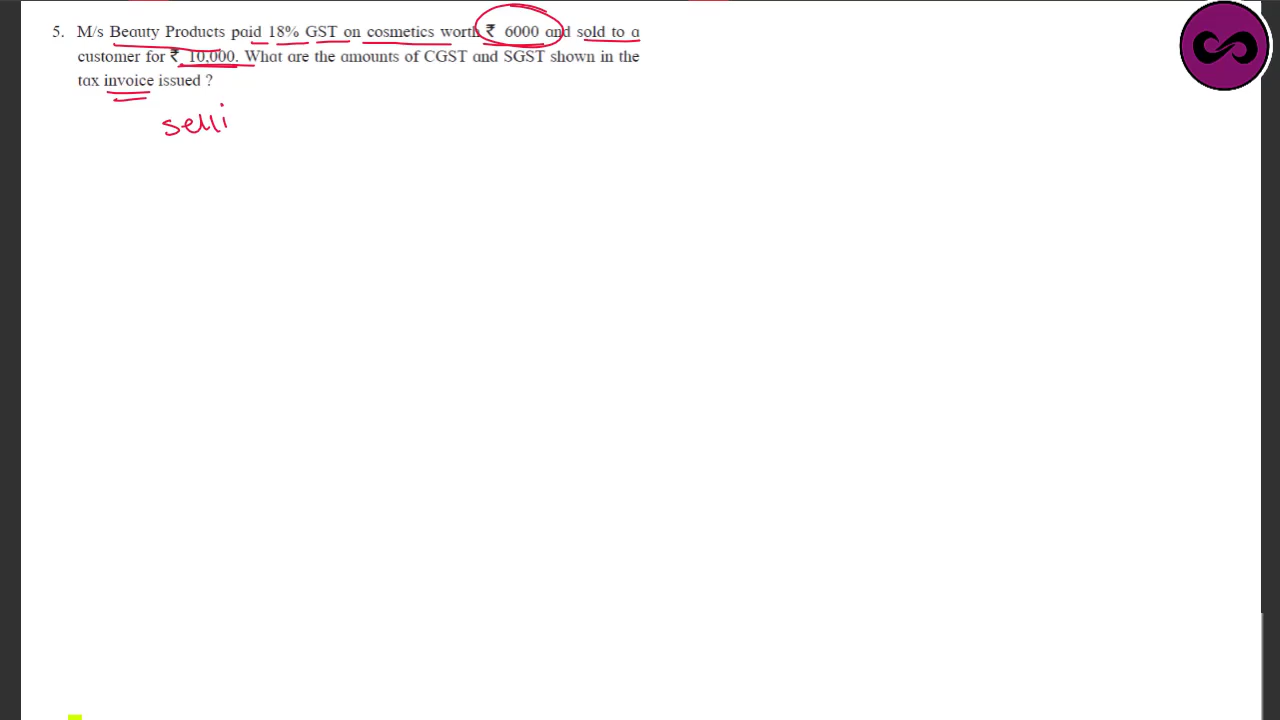 5. M/s Beauty Products paid 18% GST on cosmetics worth ₹ 6000 and sold to a
customer for ₹ 10,000. What are the amounts of CGST and SGST shown in the
tax invoice issued ?
selli